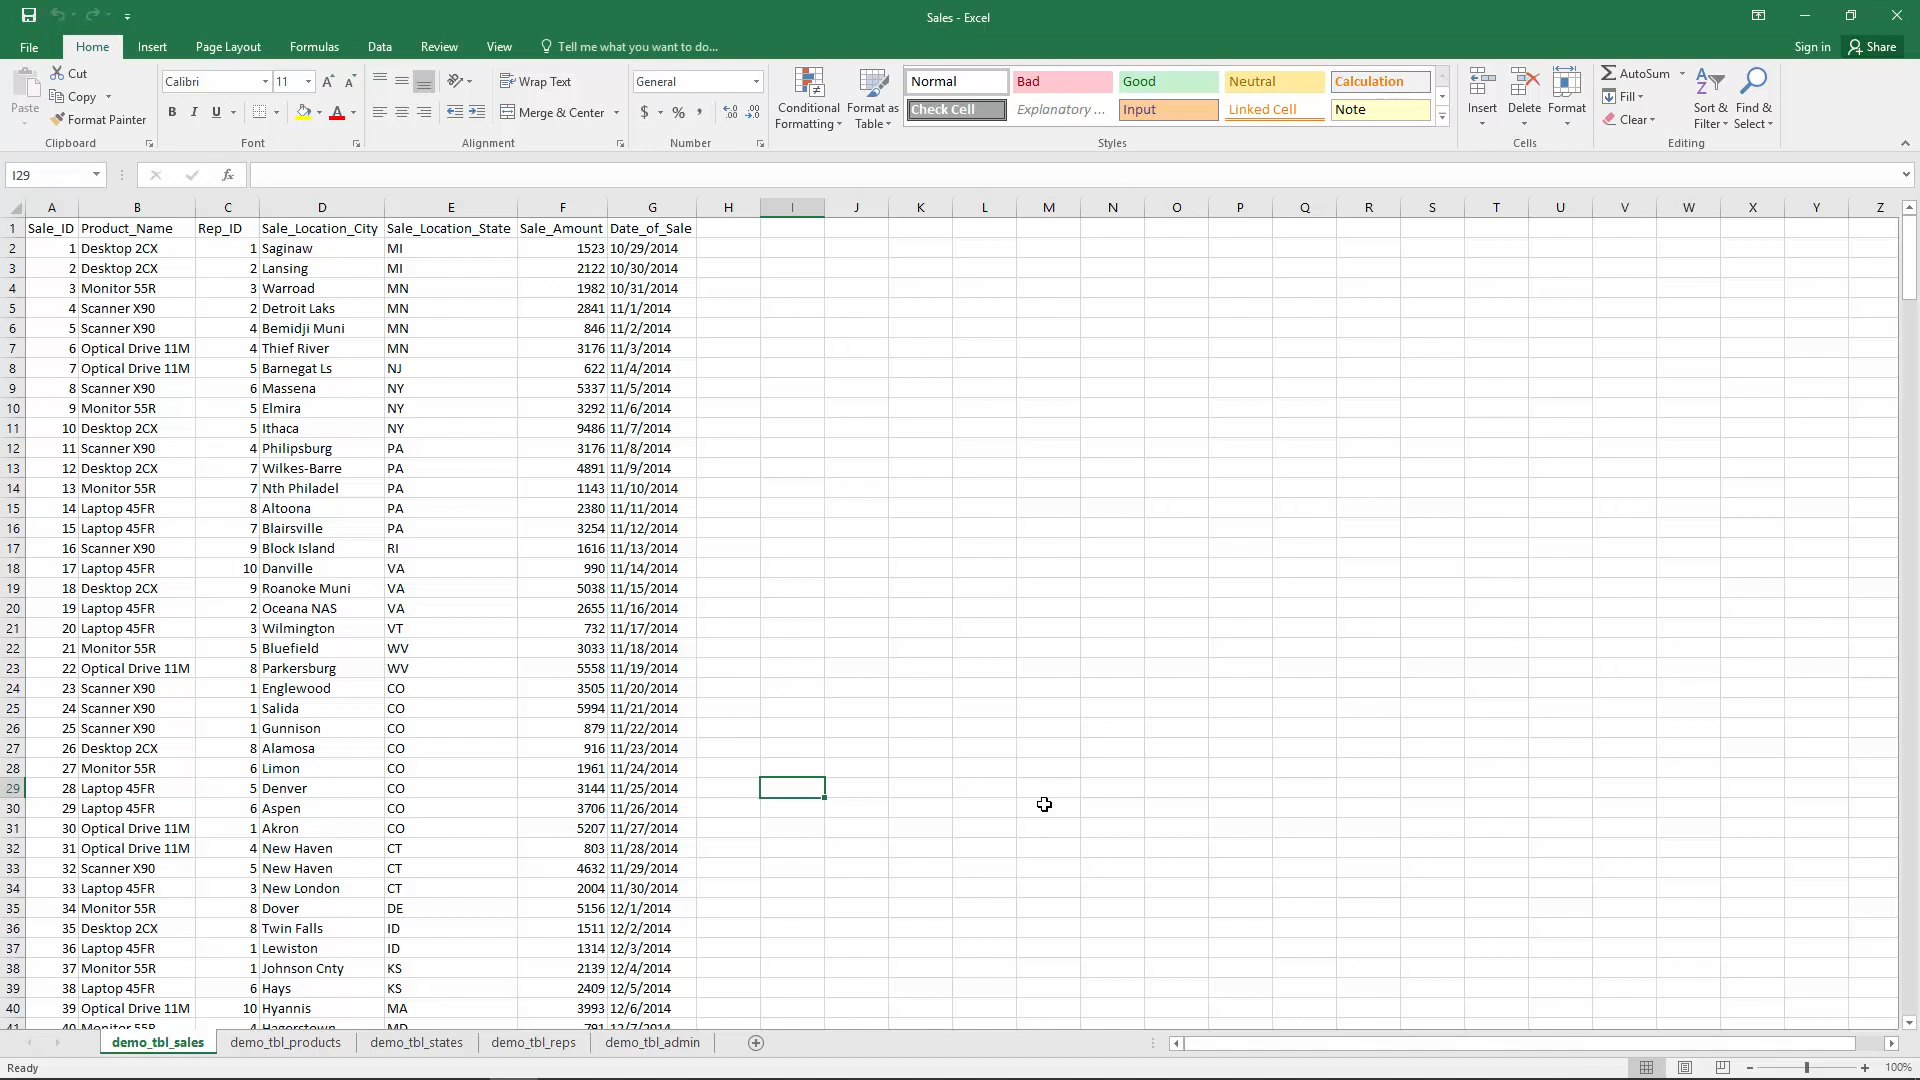 Sales - Excel
File Home Insert Page Layout Formulas Data Review View Tell me what you want to do... Sign in Share
Cut Calibri 11 Wrap Text General Normal Bad Good Neutral Calculation AutoSum
Paste Copy Conditional Formatting Format as Table Insert Delete Format Fill Sort & Filter Find & Select
Format Painter B I U Merge & Center $ % Check Cell Explanatory ... Input Linked Cell Note Clear
Clipboard Font Alignment Number Styles Cells Editing
I29 fx
A B C D E F G H I J K L M N O P Q R S T U V W X Y Z
1 Sale_ID Product_Name Rep_ID Sale_Location_City Sale_Location_State Sale_Amount Date_of_Sale
2 1 Desktop 2CX 1 Saginaw MI 1523 10/29/2014
3 2 Desktop 2CX 2 Lansing MI 2122 10/30/2014
4 3 Monitor 55R 3 Warroad MN 1982 10/31/2014
5 4 Scanner X90 2 Detroit Laks MN 2841 11/1/2014
6 5 Scanner X90 4 Bemidji Muni MN 846 11/2/2014
7 6 Optical Drive 11M 4 Thief River MN 3176 11/3/2014
8 7 Optical Drive 11M 5 Barnegat Ls NJ 622 11/4/2014
9 8 Scanner X90 6 Massena NY 5337 11/5/2014
10 9 Monitor 55R 5 Elmira NY 3292 11/6/2014
11 10 Desktop 2CX 5 Ithaca NY 9486 11/7/2014
12 11 Scanner X90 4 Philipsburg PA 3176 11/8/2014
13 12 Desktop 2CX 7 Wilkes-Barre PA 4891 11/9/2014
14 13 Monitor 55R 7 Nth Philadel PA 1143 11/10/2014
15 14 Laptop 45FR 8 Altoona PA 2380 11/11/2014
16 15 Laptop 45FR 7 Blairsville PA 3254 11/12/2014
17 16 Scanner X90 9 Block Island RI 1616 11/13/2014
18 17 Laptop 45FR 10 Danville VA 990 11/14/2014
19 18 Desktop 2CX 9 Roanoke Muni VA 5038 11/15/2014
20 19 Laptop 45FR 2 Oceana NAS VA 2655 11/16/2014
21 20 Laptop 45FR 3 Wilmington VT 732 11/17/2014
22 21 Monitor 55R 5 Bluefield WV 3033 11/18/2014
23 22 Optical Drive 11M 8 Parkersburg WV 5558 11/19/2014
24 23 Scanner X90 1 Englewood CO 3505 11/20/2014
25 24 Scanner X90 1 Salida CO 5994 11/21/2014
26 25 Scanner X90 1 Gunnison CO 879 11/22/2014
27 26 Desktop 2CX 8 Alamosa CO 916 11/23/2014
28 27 Monitor 55R 6 Limon CO 1961 11/24/2014
29 28 Laptop 45FR 5 Denver CO 3144 11/25/2014
30 29 Laptop 45FR 6 Aspen CO 3706 11/26/2014
31 30 Optical Drive 11M 1 Akron CO 5207 11/27/2014
32 31 Optical Drive 11M 4 New Haven CT 803 11/28/2014
33 32 Scanner X90 5 New Haven CT 4632 11/29/2014
34 33 Laptop 45FR 3 New London CT 2004 11/30/2014
35 34 Monitor 55R 8 Dover DE 5156 12/1/2014
36 35 Desktop 2CX 8 Twin Falls ID 1511 12/2/2014
37 36 Laptop 45FR 1 Lewiston ID 1314 12/3/2014
38 37 Monitor 55R 1 Johnson Cnty KS 2139 12/4/2014
39 38 Laptop 45FR 6 Hays KS 2409 12/5/2014
40 39 Optical Drive 11M 10 Hyannis MA 3993 12/6/2014
41 40 Monitor 55R 4 Hagerstown MD 791 12/7/2014
demo_tbl_sales demo_tbl_products demo_tbl_states demo_tbl_reps demo_tbl_admin
Ready 100%